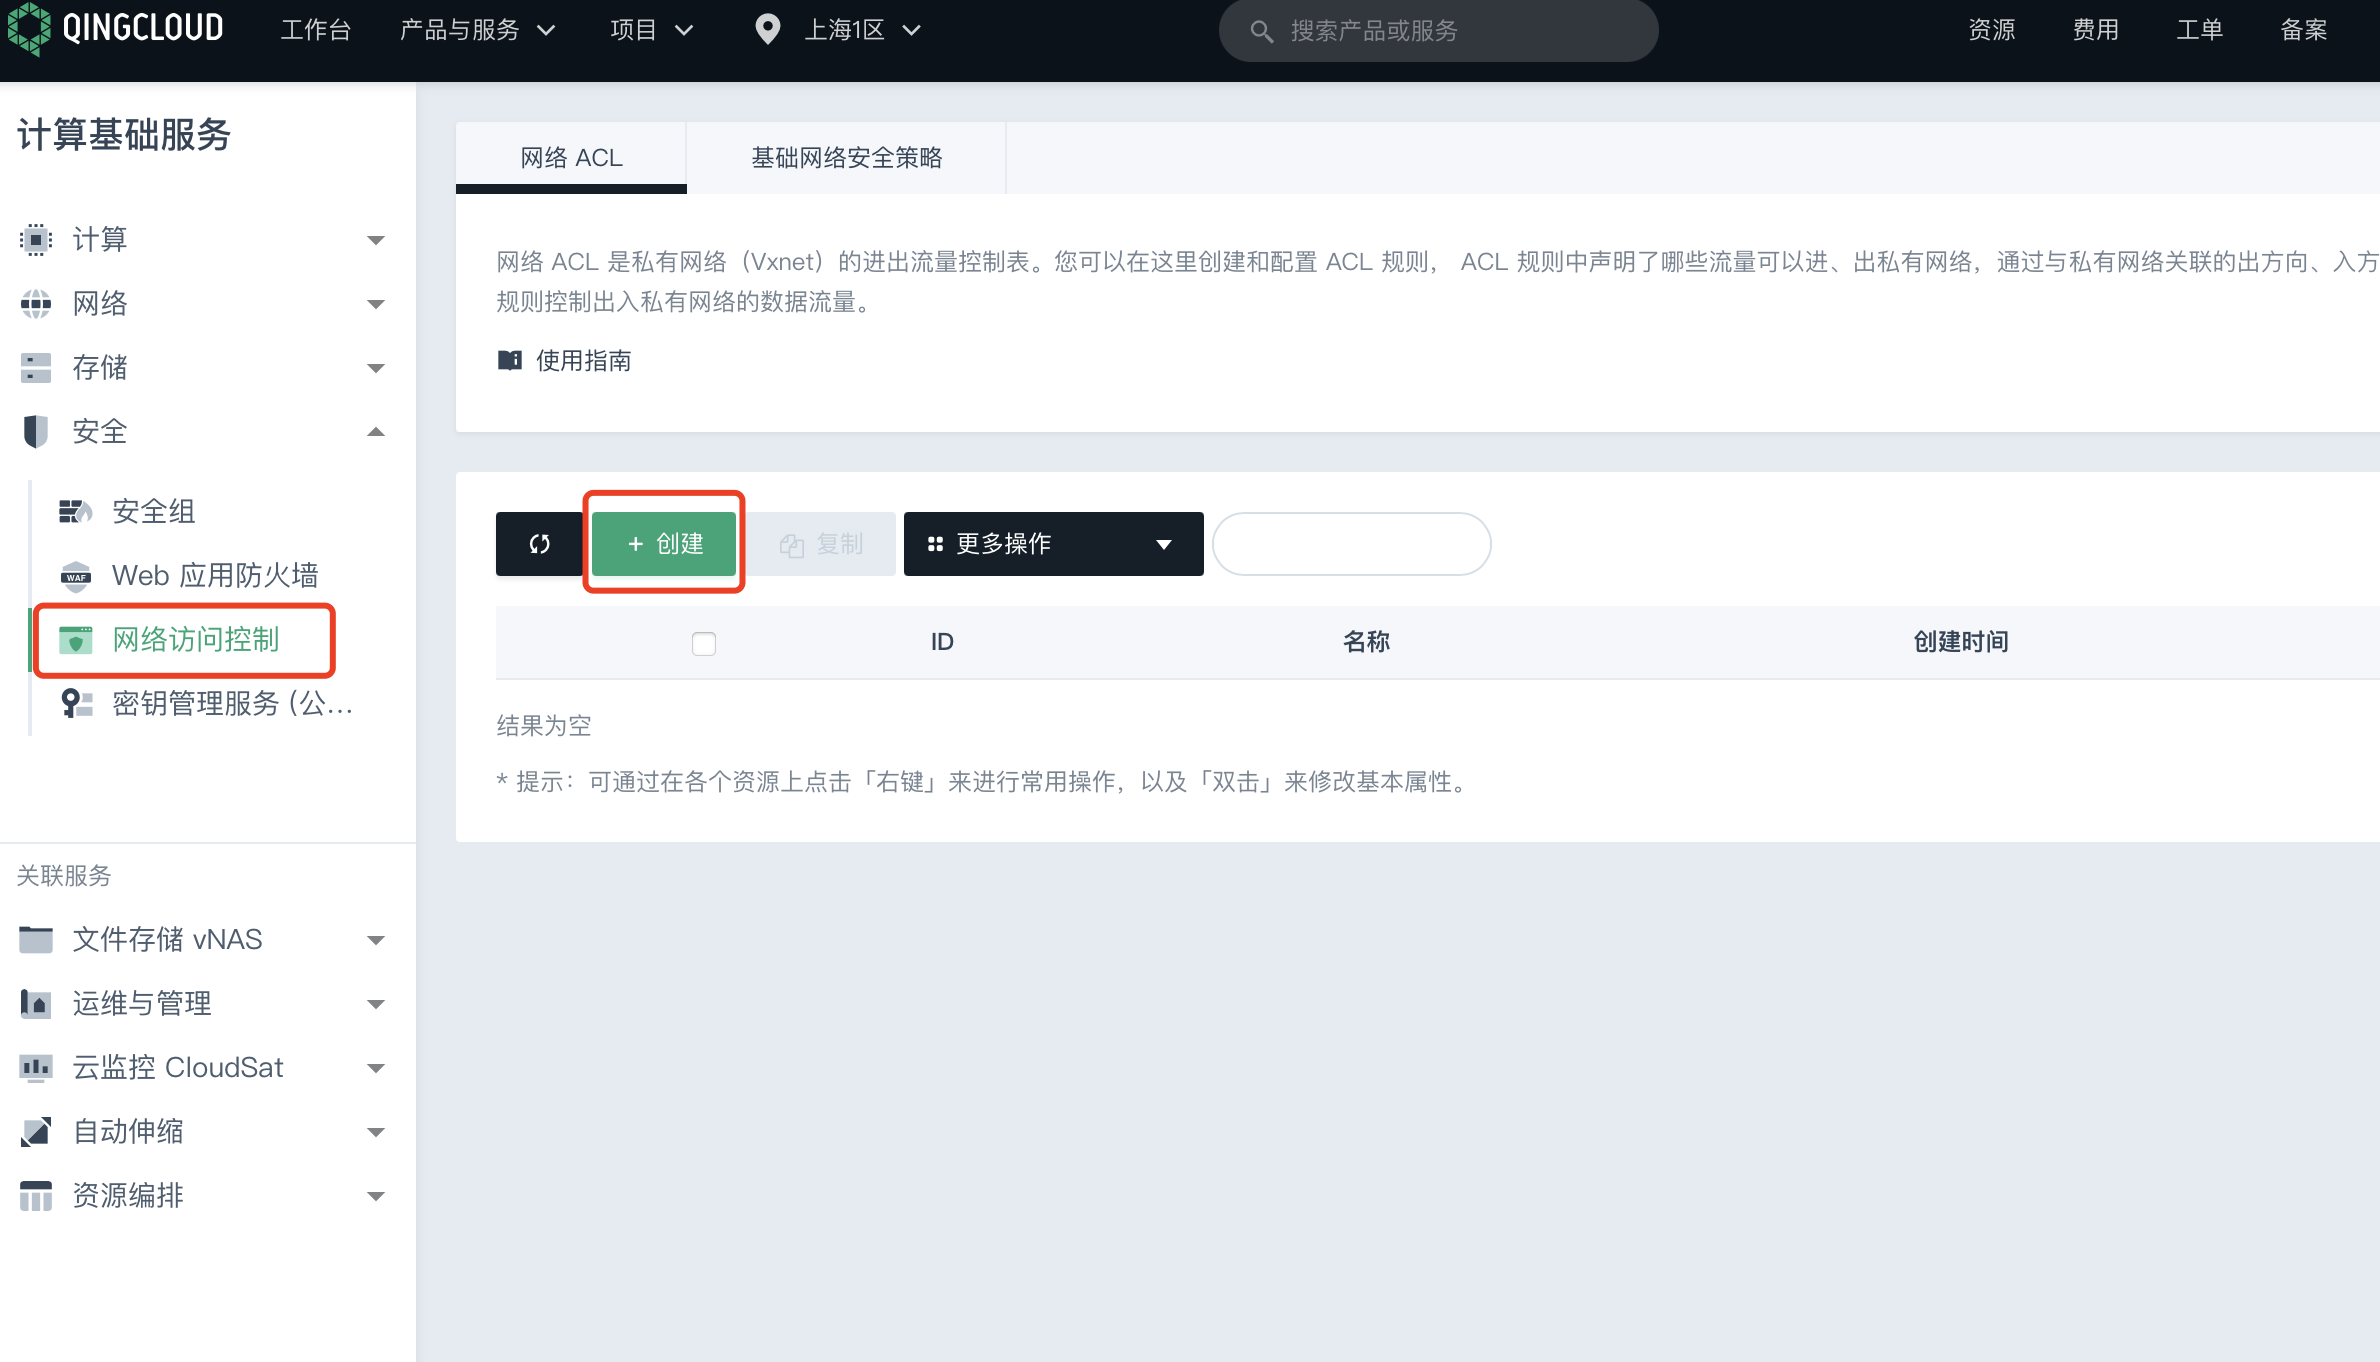 QINGCLOUD 工作台 产品与服务 项目 上海1区 搜索产品或服务 资源 费用 工单 备案
计算基础服务
计算
网络
存储
安全
安全组
WAF Web 应用防火墙
网络访问控制
密钥管理服务 (公...
关联服务
文件存储 vNAS
运维与管理
云监控 CloudSat
自动伸缩
资源编排
网络 ACL 基础网络安全策略
网络 ACL 是私有网络（Vxnet）的进出流量控制表。您可以在这里创建和配置 ACL 规则， ACL 规则中声明了哪些流量可以进、出私有网络，通过与私有网络关联的出方向、入方
规则控制出入私有网络的数据流量。
使用指南
+ 创建 复制 更多操作
ID 名称 创建时间
结果为空
* 提示：可通过在各个资源上点击「右键」来进行常用操作，以及「双击」来修改基本属性。